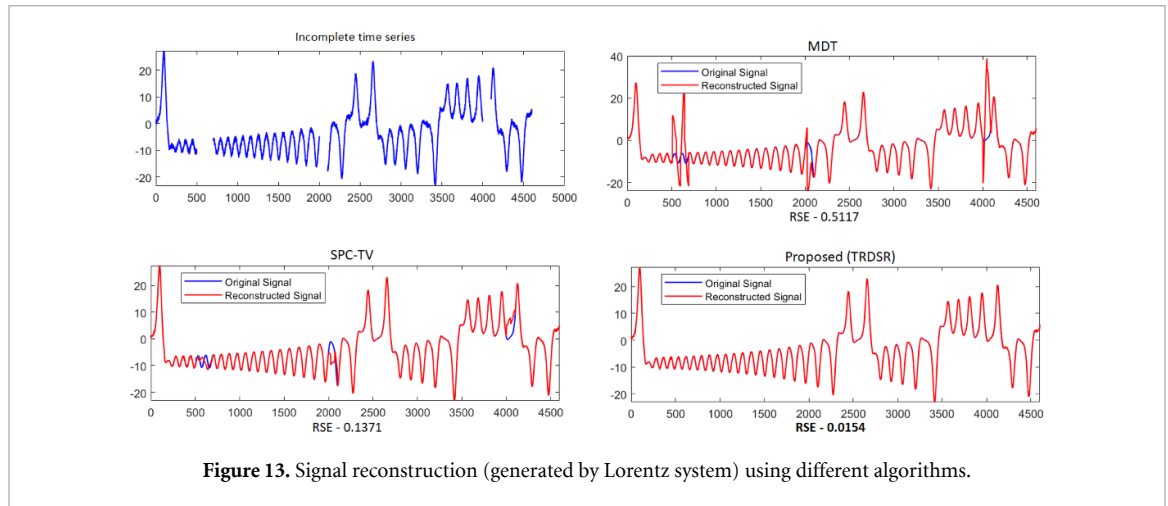 Incomplete time series
20
10
0
-10
-20
0 500 1000 1500 2000 2500 3000 3500 4000 4500 5000
MDT
Original Signal
Reconstructed Signal
40
20
0
-20
0 500 1000 1500 2000 2500 3000 3500 4000 4500
RSE - 0.5117
SPC-TV
Original Signal
Reconstructed Signal
20
10
0
-10
-20
0 500 1000 1500 2000 2500 3000 3500 4000 4500
RSE - 0.1371
Proposed (TRDSR)
Original Signal
Reconstructed Signal
20
10
0
-10
-20
0 500 1000 1500 2000 2500 3000 3500 4000 4500
RSE - 0.0154
Figure 13. Signal reconstruction (generated by Lorentz system) using different algorithms.